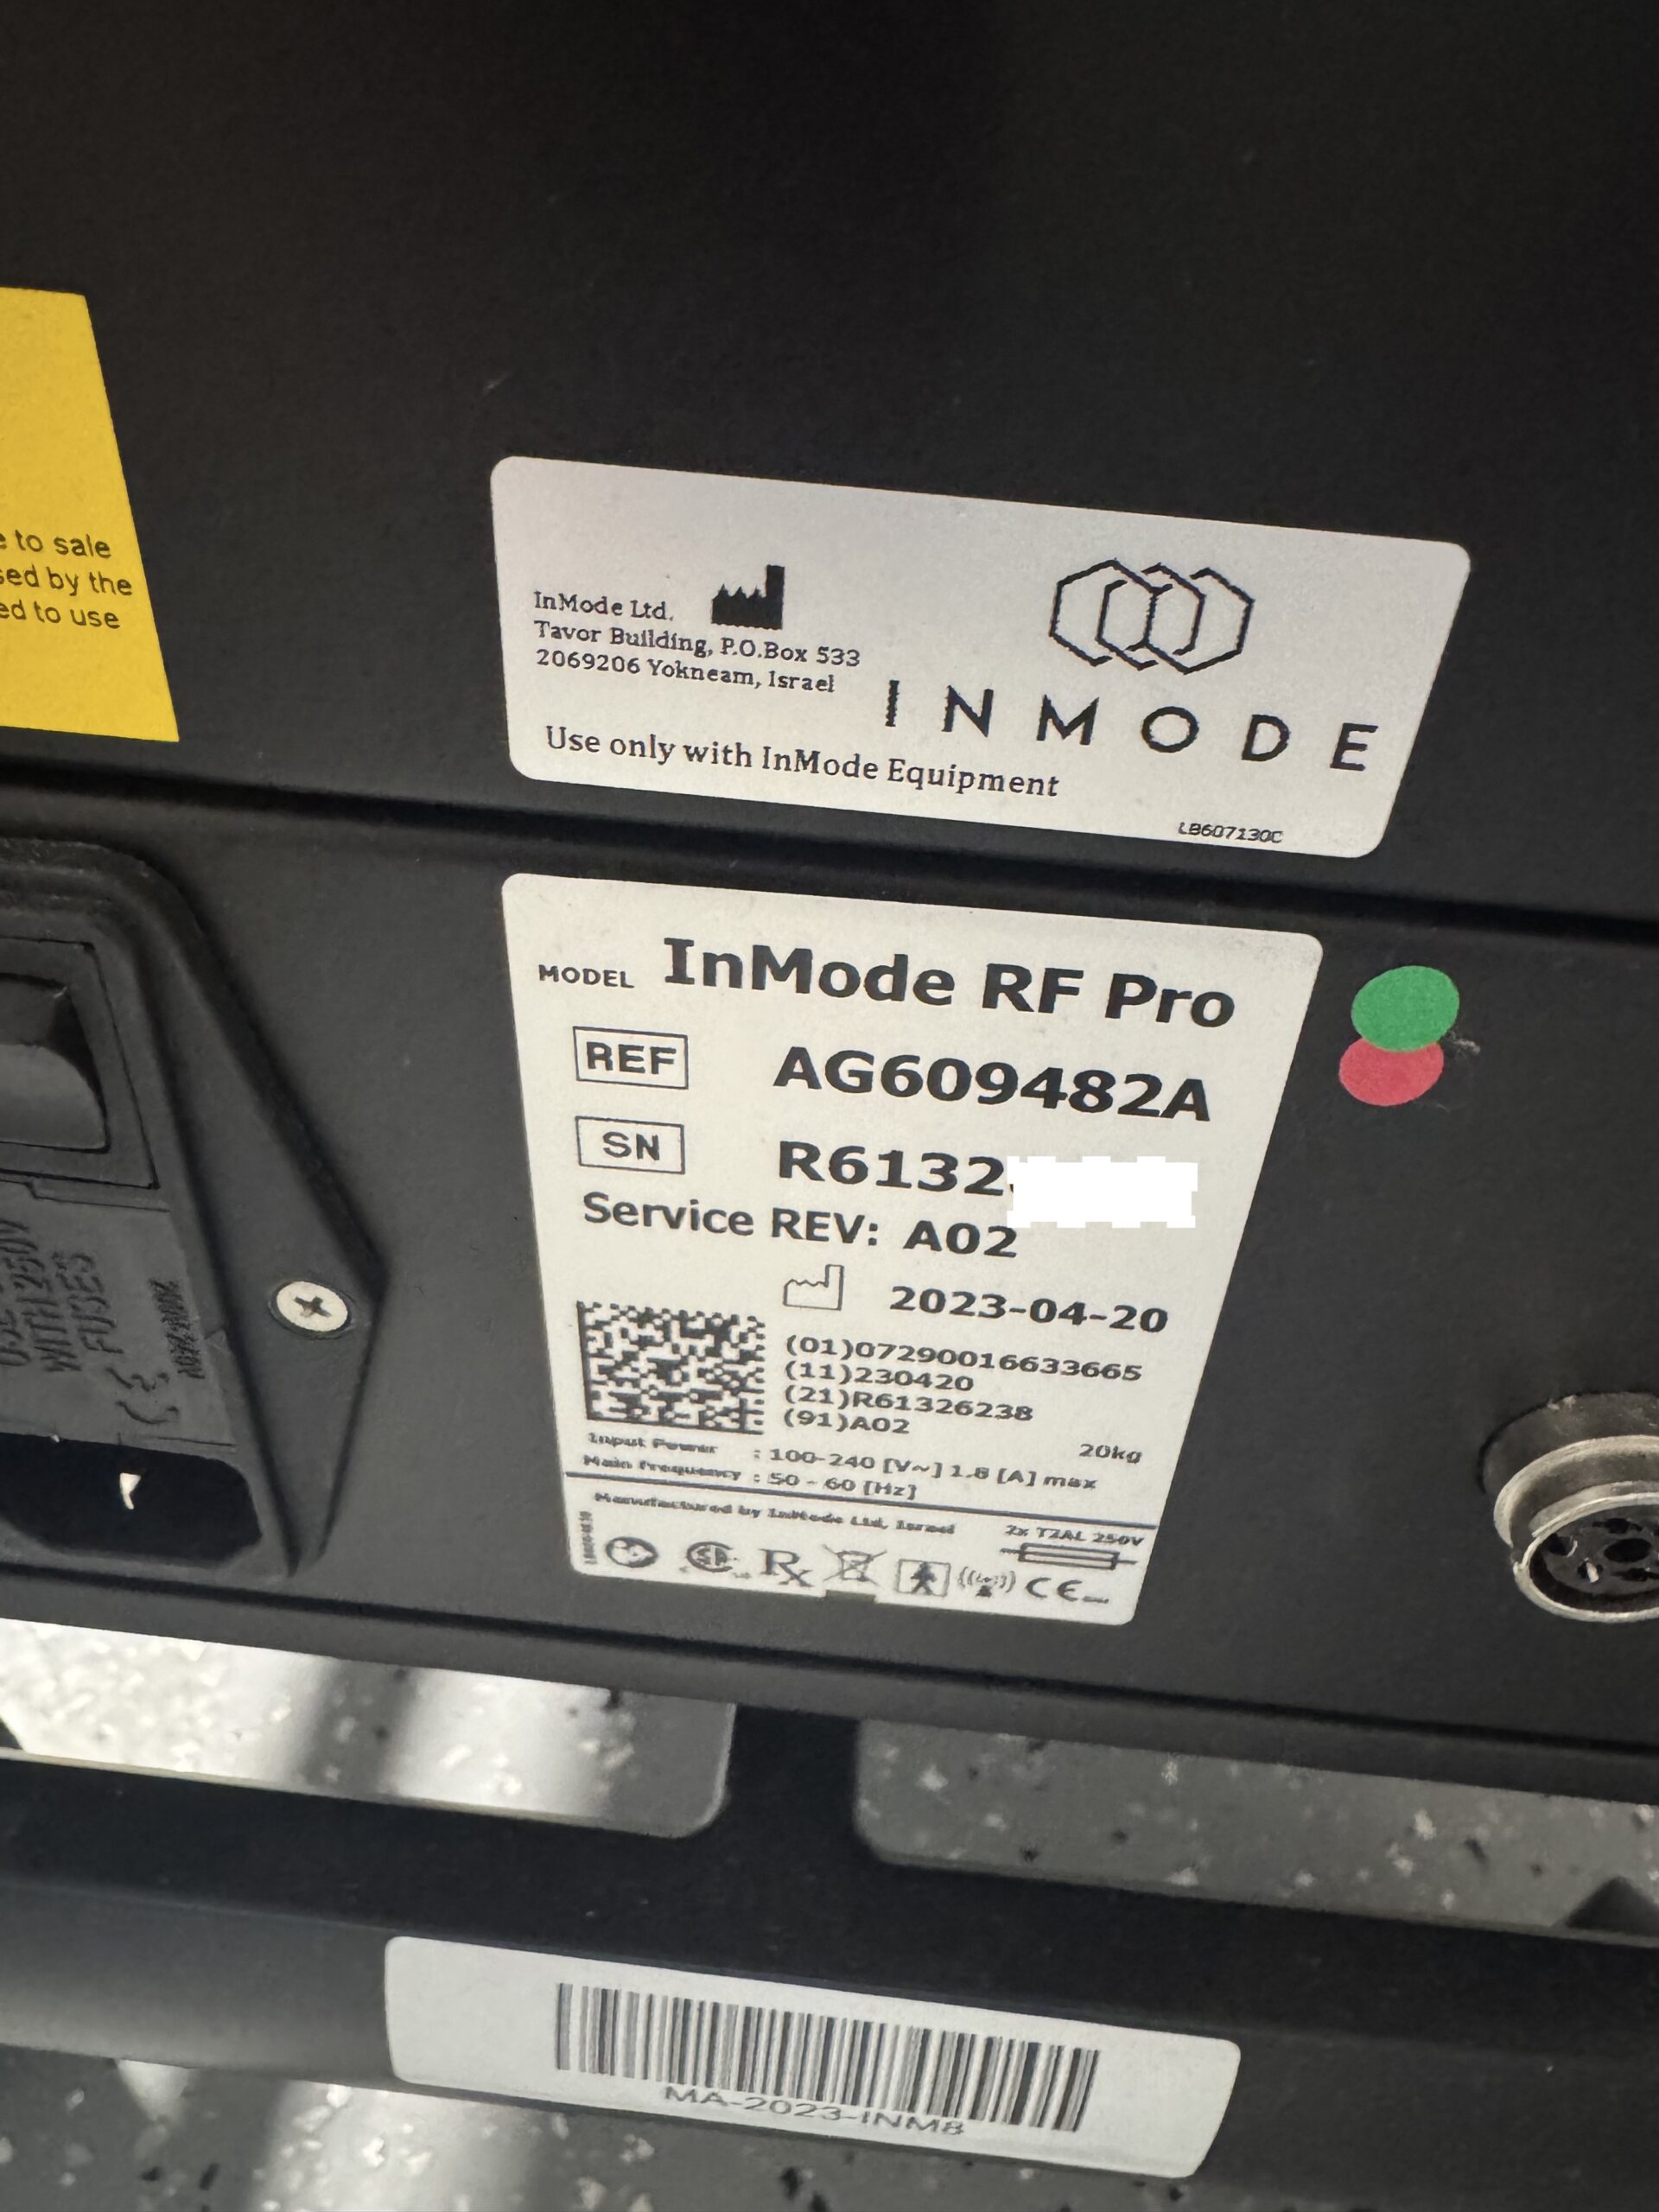 e to sale
sed by the
ed to use
InMode Ltd.
Tavor Building, P.O.Box 533
2069206 Yokneam, Israel
INMODE
Use only with InMode Equipment
LB607130C
MODEL InMode RF Pro
REF AG609482A
SN R6132
Service REV: A02
2023-04-20
(01)07290016633665
(11)230420
(21)R61326238
(91)A02
20kg
Input Power : 100-240 [V~] 1.8 [A] max
Main Frequency : 50 - 60 [Hz]
Manufactured by InMode Ltd, Israel
2x T2AL 250V
Rx
CE
WITH 250V
FUSES
CE
MA-2023-INM8